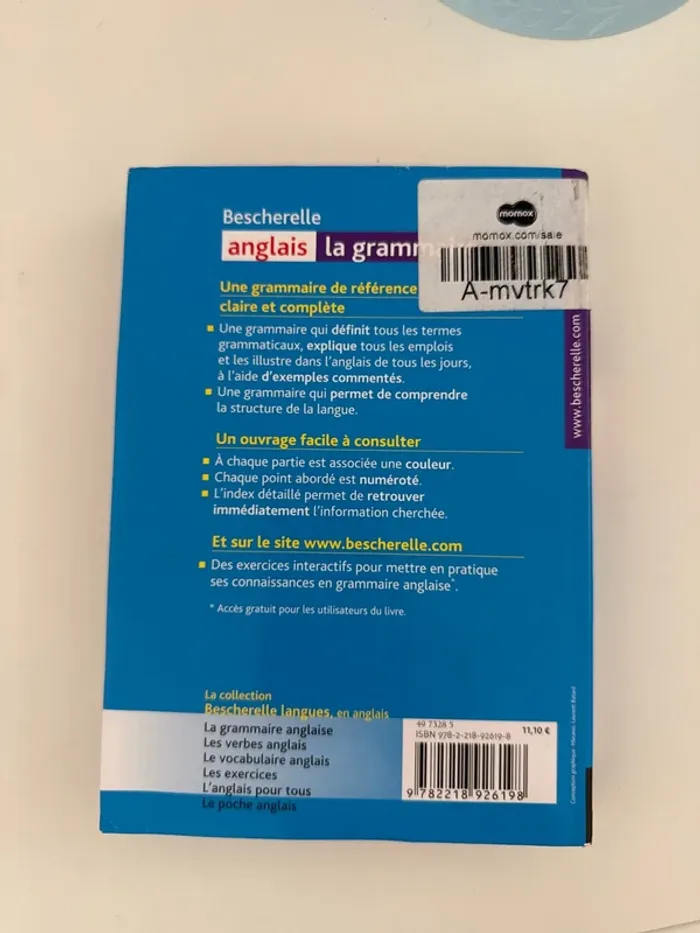 Bescherelle
anglais la gramm
momox
momox.com/sale
A-mvtrk7
Une grammaire de référence
claire et complète
Une grammaire qui définit tous les termes
grammaticaux, explique tous les emplois
et les illustre dans l'anglais de tous les jours,
à l'aide d'exemples commentés.
Une grammaire qui permet de comprendre
la structure de la langue.
www.bescherelle.com
Un ouvrage facile à consulter
À chaque partie est associée une couleur.
Chaque point abordé est numéroté.
L'index détaillé permet de retrouver
immédiatement l'information cherchée.
Et sur le site www.bescherelle.com
Des exercices interactifs pour mettre en pratique
ses connaissances en grammaire anglaise*.
* Accès gratuit pour les utilisateurs du livre.
La collection
Bescherelle langues, en anglais
La grammaire anglaise
Les verbes anglais
Le vocabulaire anglais
Les exercices
L'anglais pour tous
Le poche anglais
49 7328 5
ISBN 978-2-218-92619-8
11,10 €
9 782218 926198
Conception graphique :